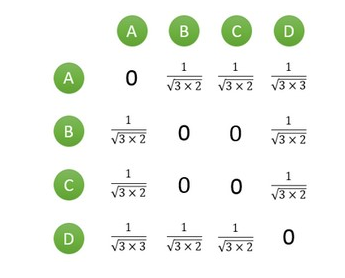 A B C D
A 0 1/√(3 × 2) 1/√(3 × 2) 1/√(3 × 3)
B 1/√(3 × 2) 0 0 1/√(3 × 2)
C 1/√(3 × 2) 0 0 1/√(3 × 2)
D 1/√(3 × 3) 1/√(3 × 2) 1/√(3 × 2) 0